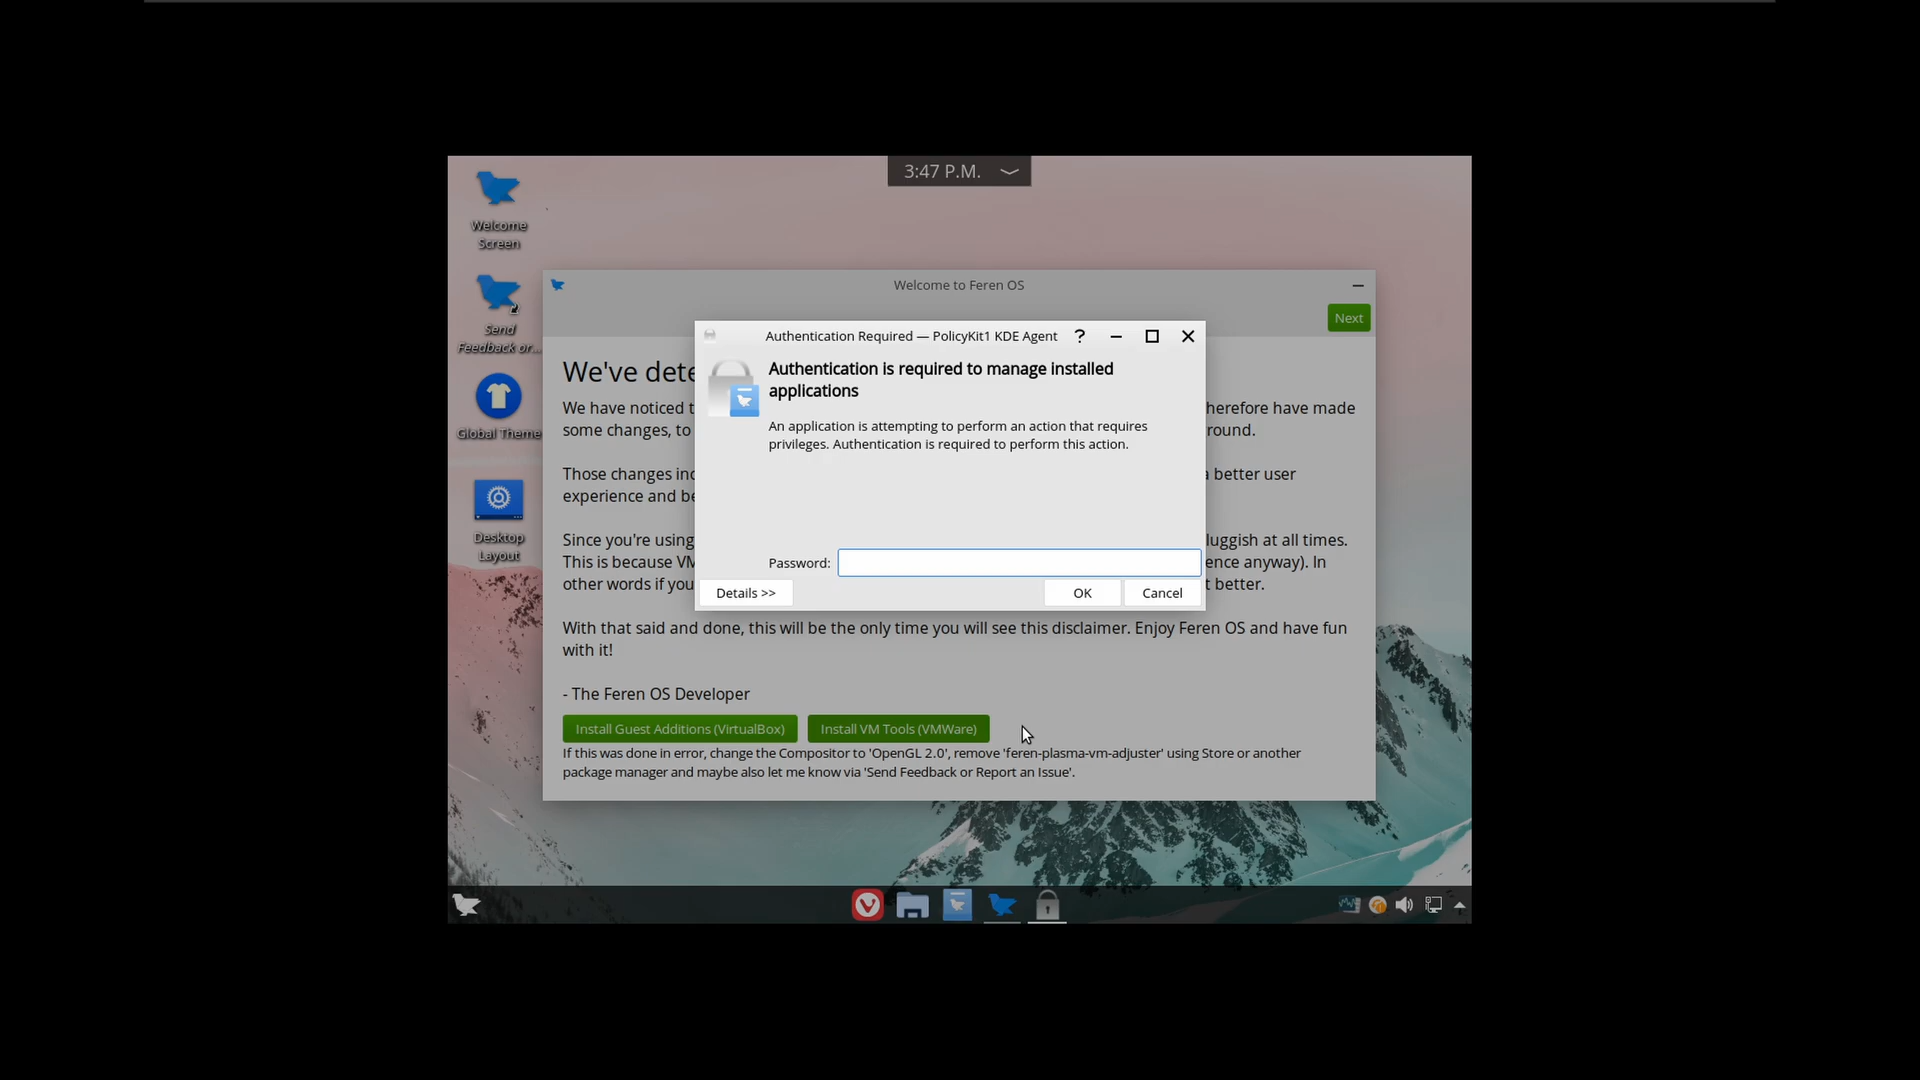 3:47 P.M.
Welcome
Screen
Send
Feedback or...
Global Theme
Desktop
Layout
Welcome to Feren OS
Next
We've dete
We have noticed t
herefore have made
some changes, to
round.
Those changes inc
a better user
experience and be
Since you're using
luggish at all times.
This is because VM
ence anyway). In
other words if you
t better.
With that said and done, this will be the only time you will see this disclaimer. Enjoy Feren OS and have fun
with it!
- The Feren OS Developer
Install Guest Additions (VirtualBox)
Install VM Tools (VMWare)
If this was done in error, change the Compositor to 'OpenGL 2.0', remove 'feren-plasma-vm-adjuster' using Store or another
package manager and maybe also let me know via 'Send Feedback or Report an Issue'.
Authentication Required — PolicyKit1 KDE Agent
Authentication is required to manage installed
applications
An application is attempting to perform an action that requires
privileges. Authentication is required to perform this action.
Password:
Details >>
OK
Cancel